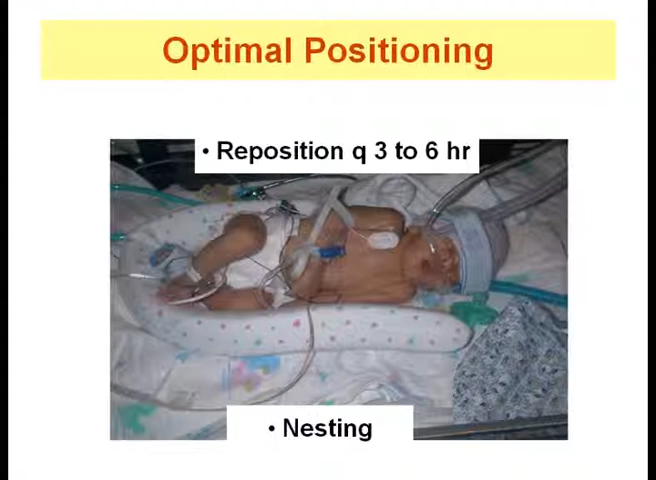 Optimal Positioning
• Reposition q 3 to 6 hr
• Nesting